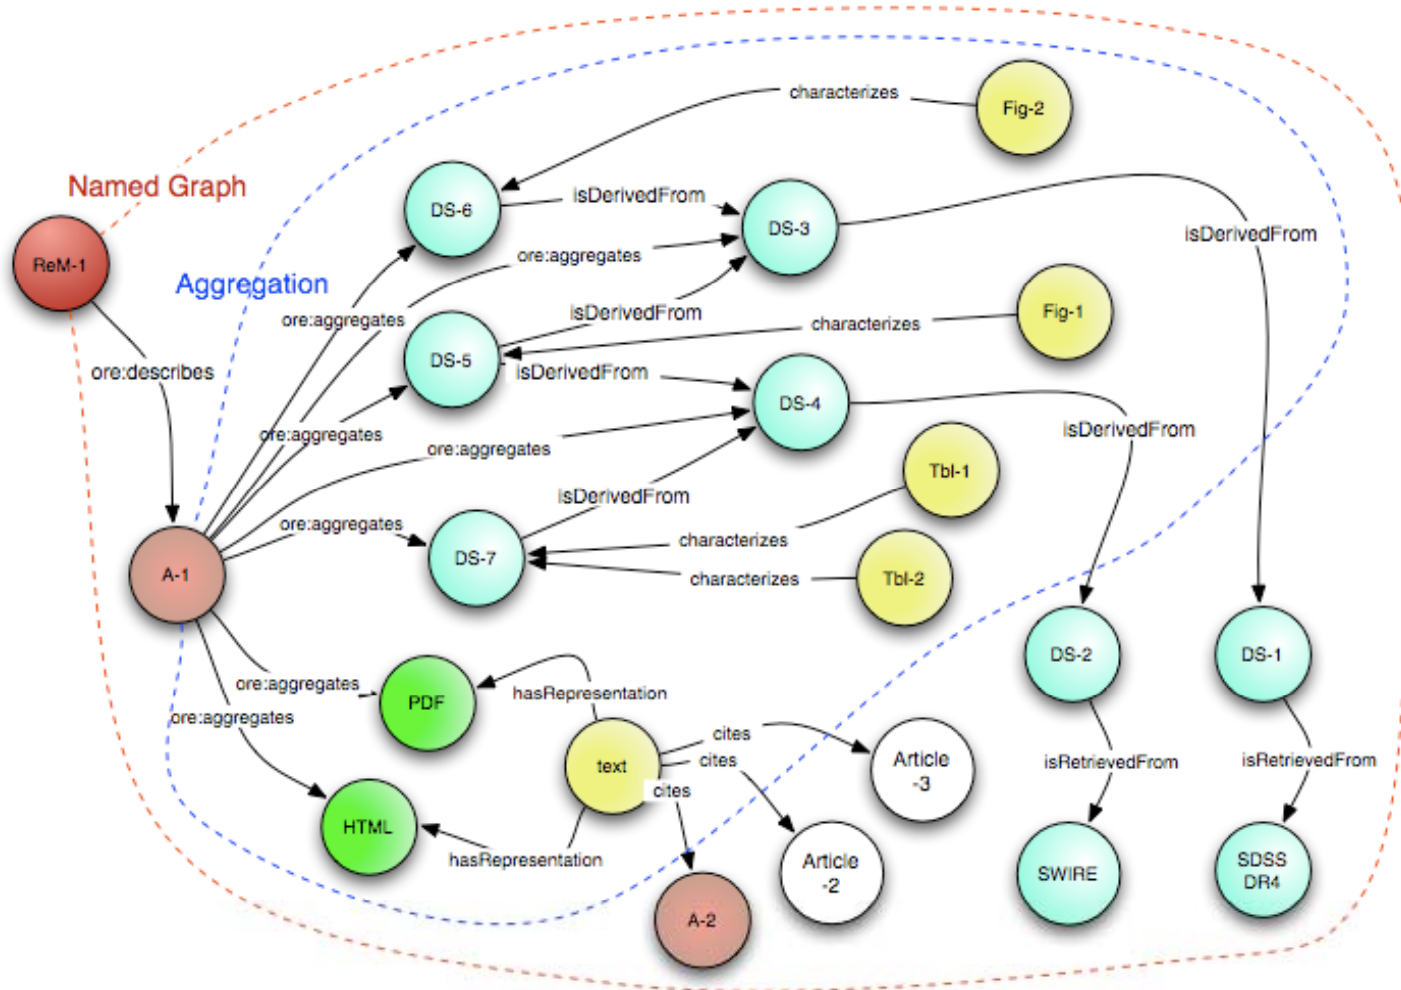 characterizes
Fig-2
Named Graph
DS-6
isDerivedFrom
DS-3
isDerivedFrom
ore:aggregates
ReM-1
Aggregation
ore:aggregates
isDerivedFrom
Fig-1
characterizes
DS-5
isDerivedFrom
ore:describes
DS-4
isDerivedFrom
ore:aggregates
ore:aggregates
Tbl-1
isDerivedFrom
ore:aggregates
characterizes
DS-7
A-1
characterizes
Tbl-2
DS-2
DS-1
ore:aggregates
hasRepresentation
PDF
ore:aggregates
cites
cites
text
cites
Article
-3
isRetrievedFrom
isRetrievedFrom
HTML
hasRepresentation
Article
-2
SWIRE
SDSS
DR4
A-2